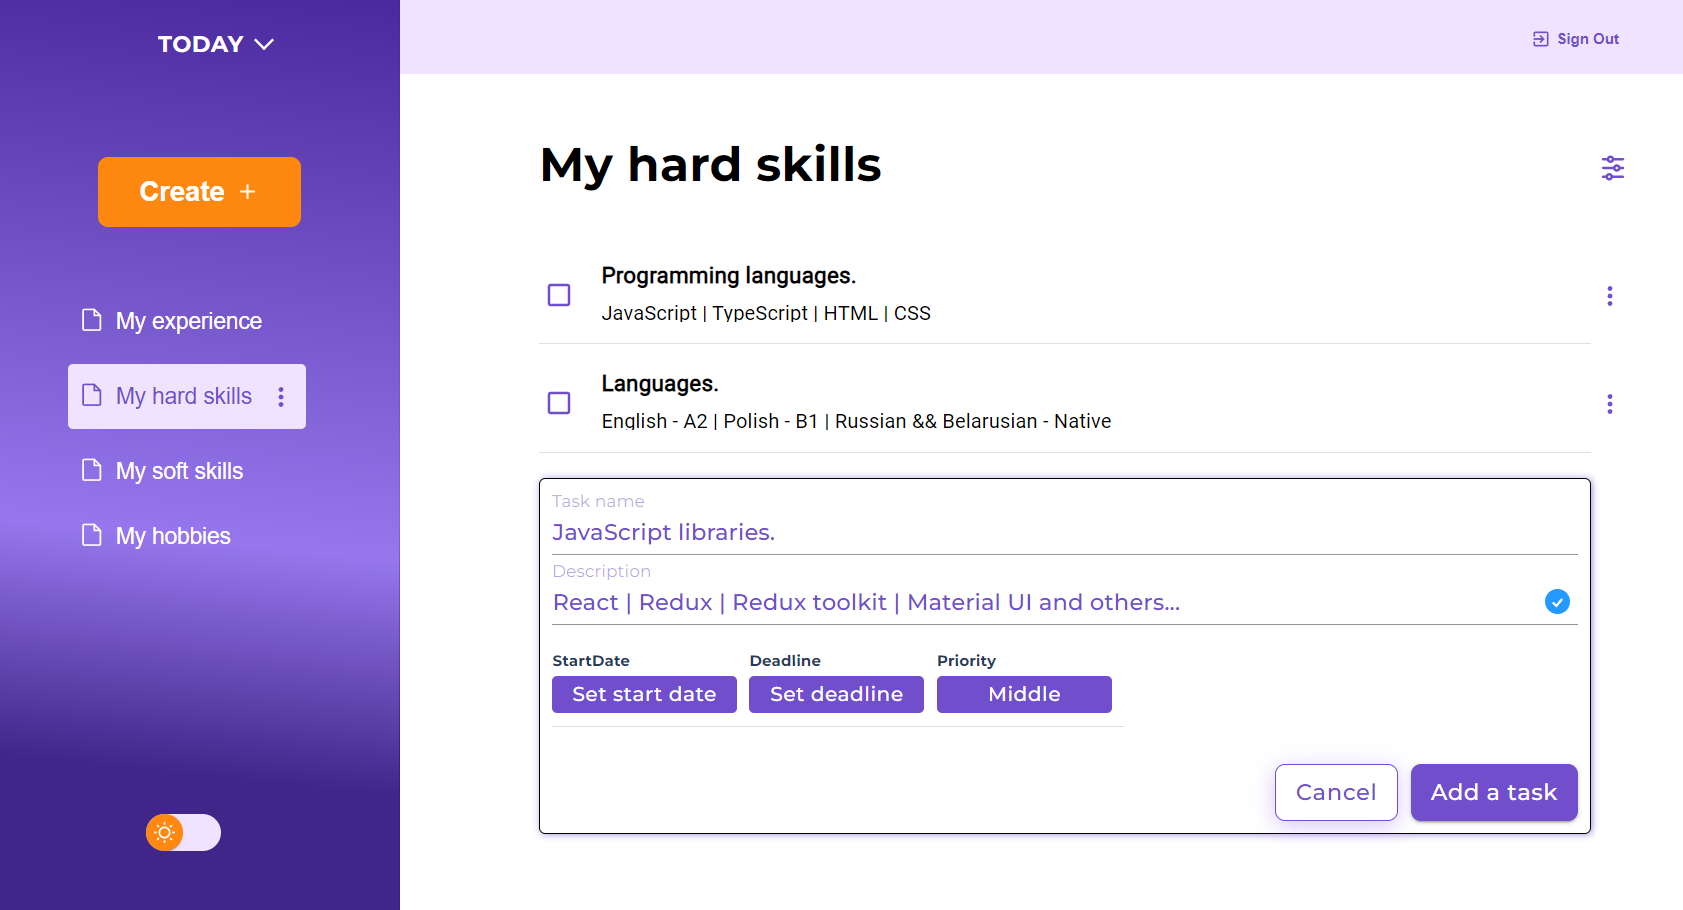 TODAY
Create +
My experience
My hard skills
My soft skills
My hobbies
Sign Out
My hard skills
Programming languages.
JavaScript | TypeScript | HTML | CSS
Languages.
English - A2 | Polish - B1 | Russian && Belarusian - Native
Task name
JavaScript libraries.
Description
React | Redux | Redux toolkit | Material UI and others...
StartDate Deadline Priority
Set start date Set deadline Middle
Cancel Add a task